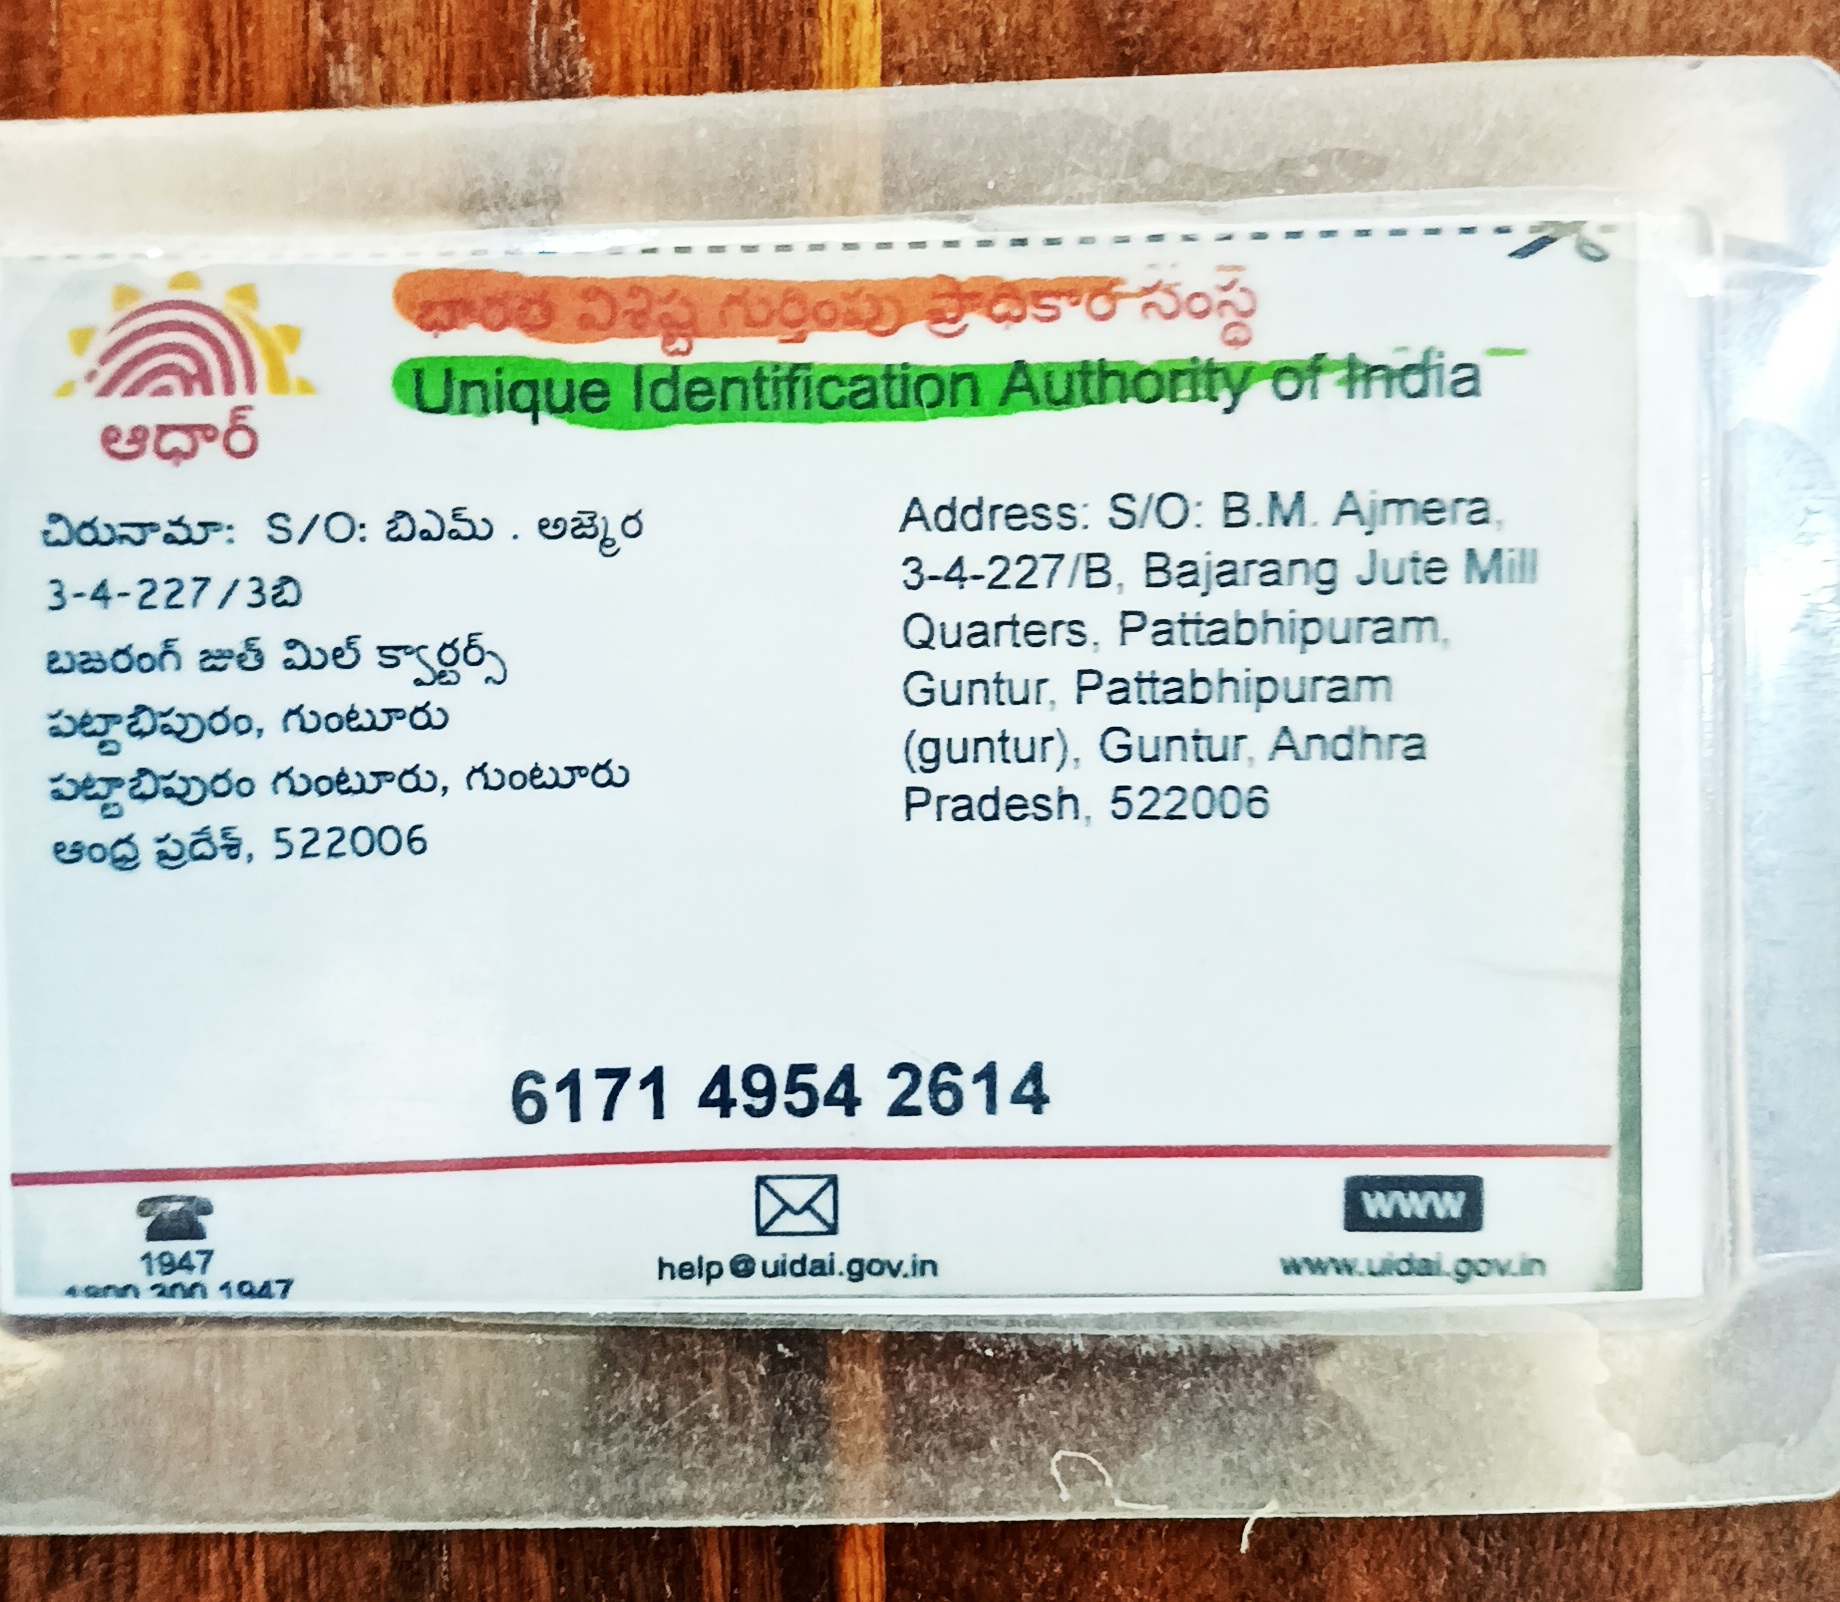 భారత విశిష్ట గుర్తింపు ప్రాధికార సంస్థ
Unique Identification Authority of India
ఆధార్
చిరునామా: S/O: బిఎమ్ . అజ్మెర
3-4-227/3బి
బజరంగ్ జుత్ మిల్ క్వార్టర్స్
పట్టాభిపురం, గుంటూరు
పట్టాభిపురం గుంటూరు, గుంటూరు
ఆంధ్ర ప్రదేశ్, 522006
Address: S/O: B.M. Ajmera,
3-4-227/B, Bajarang Jute Mill
Quarters, Pattabhipuram,
Guntur, Pattabhipuram
(guntur), Guntur, Andhra
Pradesh, 522006
6171 4954 2614
1947
1800 300 1947
help@uidai.gov.in
www
www.uidai.gov.in